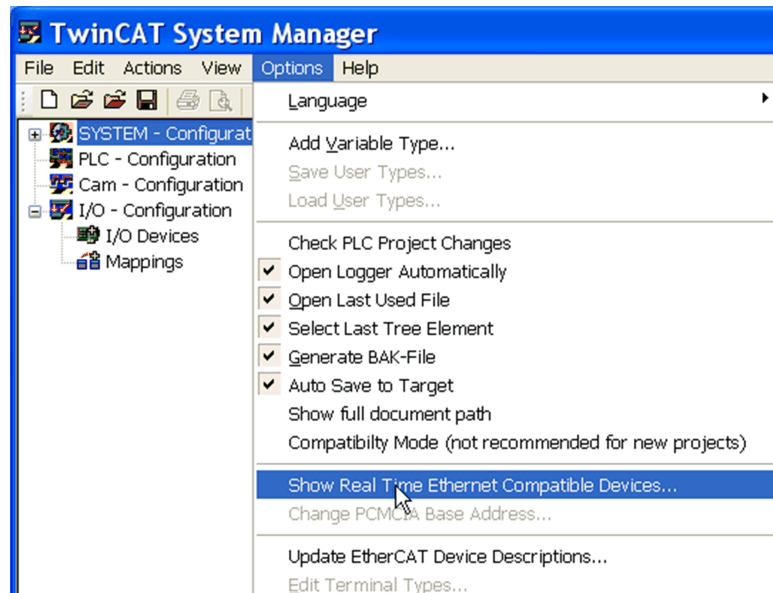 TwinCAT System Manager
File Edit Actions View Options Help
Language
SYSTEM - Configurat
Add Variable Type...
PLC - Configuration
Save User Types...
Cam - Configuration
Load User Types...
I/O - Configuration
I/O Devices
Check PLC Project Changes
Mappings
Open Logger Automatically
Open Last Used File
Select Last Tree Element
Generate BAK-File
Auto Save to Target
Show full document path
Compatibilty Mode (not recommended for new projects)
Show Real Time Ethernet Compatible Devices...
Change PCMCIA Base Address...
Update EtherCAT Device Descriptions...
Edit Terminal Types...